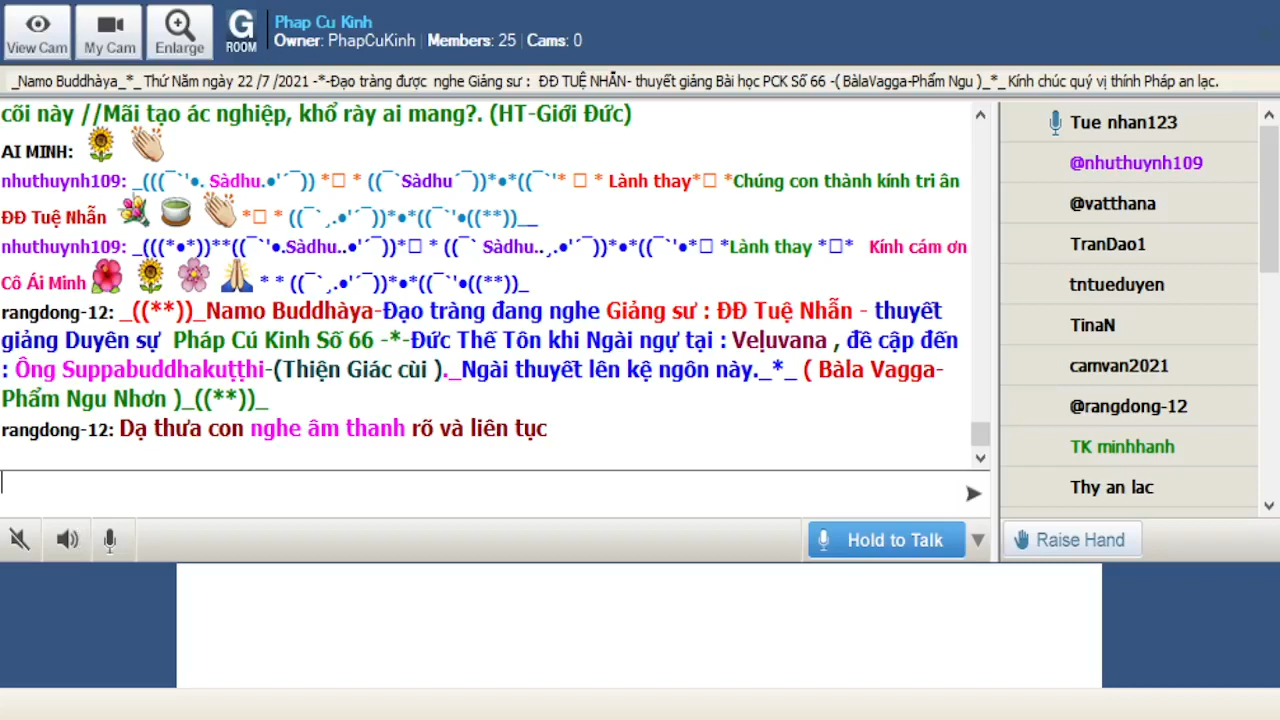 View Cam
My Cam
Enlarge
G
ROOM
Phap Cu Kinh
Owner: PhapCuKinh | Members: 25 | Cams: 0
_Namo Buddhàya_*_ Thứ Năm ngày 22 /7 /2021 -*-Đạo tràng được nghe Giảng sư : ĐĐ TUỆ NHẪN- thuyết giảng Bài học PCK Số 66 -( BàlaVagga-Phẩm Ngu )_*_ Kính chúc quý vị thính Pháp an lạc.
cõi này //Mãi tạo ác nghiệp, khổ rày ai mang?. (HT-Giới Đức)
AI MINH: 🌻 👏
nhuthuynh109: _(((¯`'•. Sàdhu.•'´¯)) *□ * ((¯`Sàdhu´¯))*•*((¯`'* □ * Lành thay*□ *Chúng con thành kính tri ân
ĐĐ Tuệ Nhẫn 💐 🍵 👏 *□ * ((¯`¸.•'´¯))*•*((¯`'•((**))__
nhuthuynh109: _(((*•*))**((¯`'•.Sàdhu..•'´¯))*□ * ((¯` Sàdhu..¸.•'´¯))*•*((¯`'•*□ *Lành thay *□* Kính cám ơn
Cô Ái Minh 🌺 🌻 🌸 🙏 * * ((¯`¸.•'´¯))*•*((¯`'•((**))_
rangdong-12: _((**))_Namo Buddhàya-Đạo tràng đang nghe Giảng sư : ĐĐ Tuệ Nhẫn - thuyết
giảng Duyên sự Pháp Cú Kinh Số 66 -*-Đức Thế Tôn khi Ngài ngự tại : Veḷuvana , đề cập đến
: Ông Suppabuddhakuṭṭhi-(Thiện Giác cùi )._Ngài thuyết lên kệ ngôn này._*_ ( Bàla Vagga-
Phẩm Ngu Nhơn )_((**))_
rangdong-12: Dạ thưa con nghe âm thanh rõ và liên tục
Tue nhan123
@nhuthuynh109
@vatthana
TranDao1
tntueduyen
TinaN
camvan2021
@rangdong-12
TK minhhanh
Thy an lac
Hold to Talk
Raise Hand